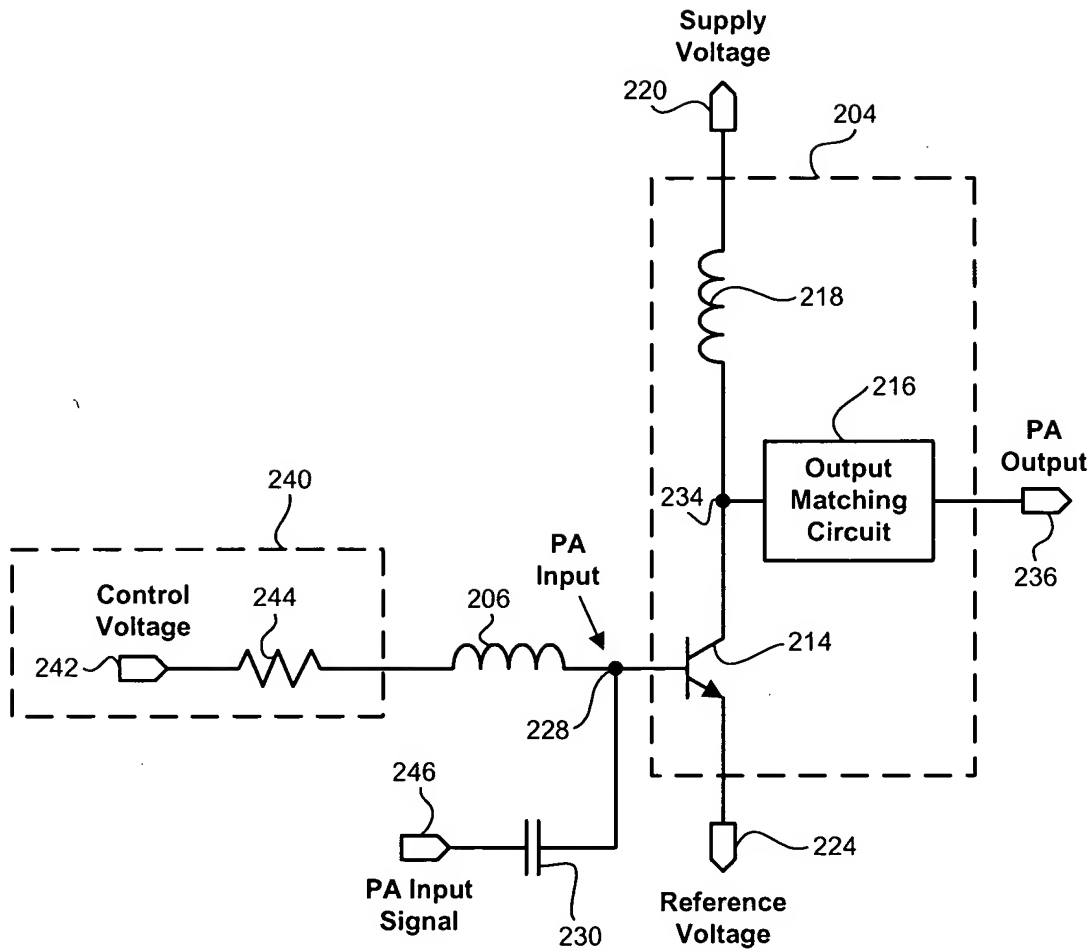 Supply
Voltage
220
204
218
216
PA
Output
Output
Matching
Circuit
234
236
240
PA
Input
Control
Voltage
244
206
214
242
228
246
224
PA Input
Signal
230
Reference
Voltage